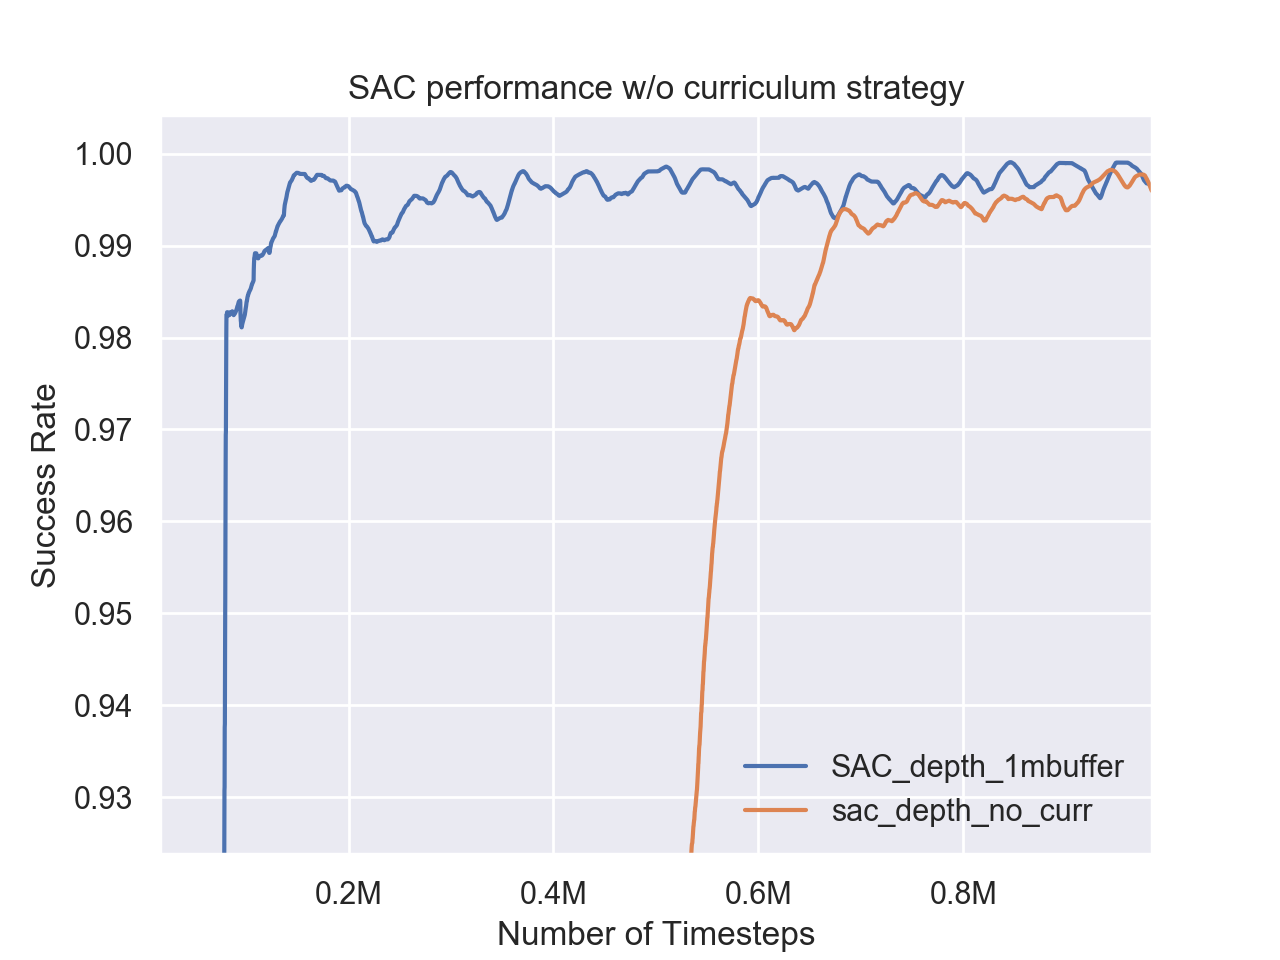 SAC performance w/o curriculum strategy
1.00
0.99
0.98
0.97
0.96
0.95
0.94
0.93
Success Rate
SAC_depth_1mbuffer
sac_depth_no_curr
0.2M
0.4M
0.6M
0.8M
Number of Timesteps